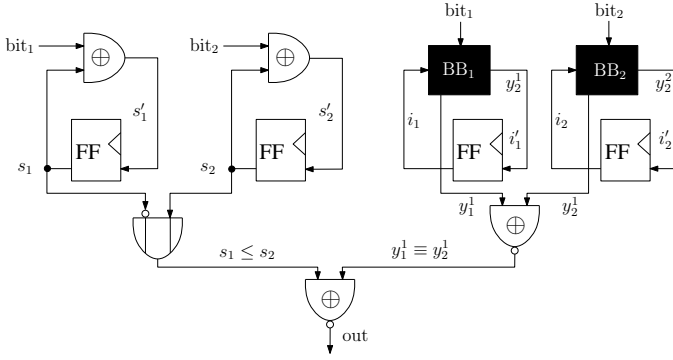 bit₁
bit₂
bit₁
bit₂
⊕
⊕
BB₁
BB₂
y₂¹
y₂²
s₁′
s₂′
i₁
i₁′
i₂
i₂′
FF
FF
FF
FF
s₁
s₂
y₁¹
y₂¹
⊕
s₁ ≤ s₂
y₁¹ ≡ y₂¹
⊕
out